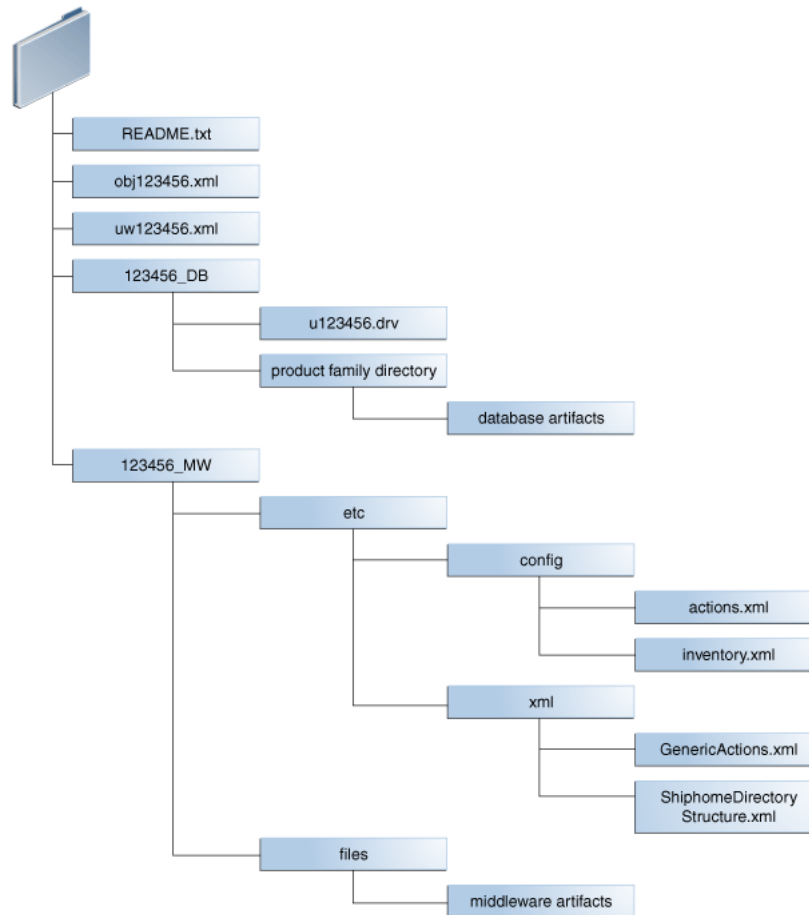 README.txt
obj123456.xml
uw123456.xml
123456_DB
u123456.drv
product family directory
database artifacts
123456_MW
etc
config
actions.xml
inventory.xml
xml
GenericActions.xml
ShiphomeDirectory
Structure.xml
files
middleware artifacts